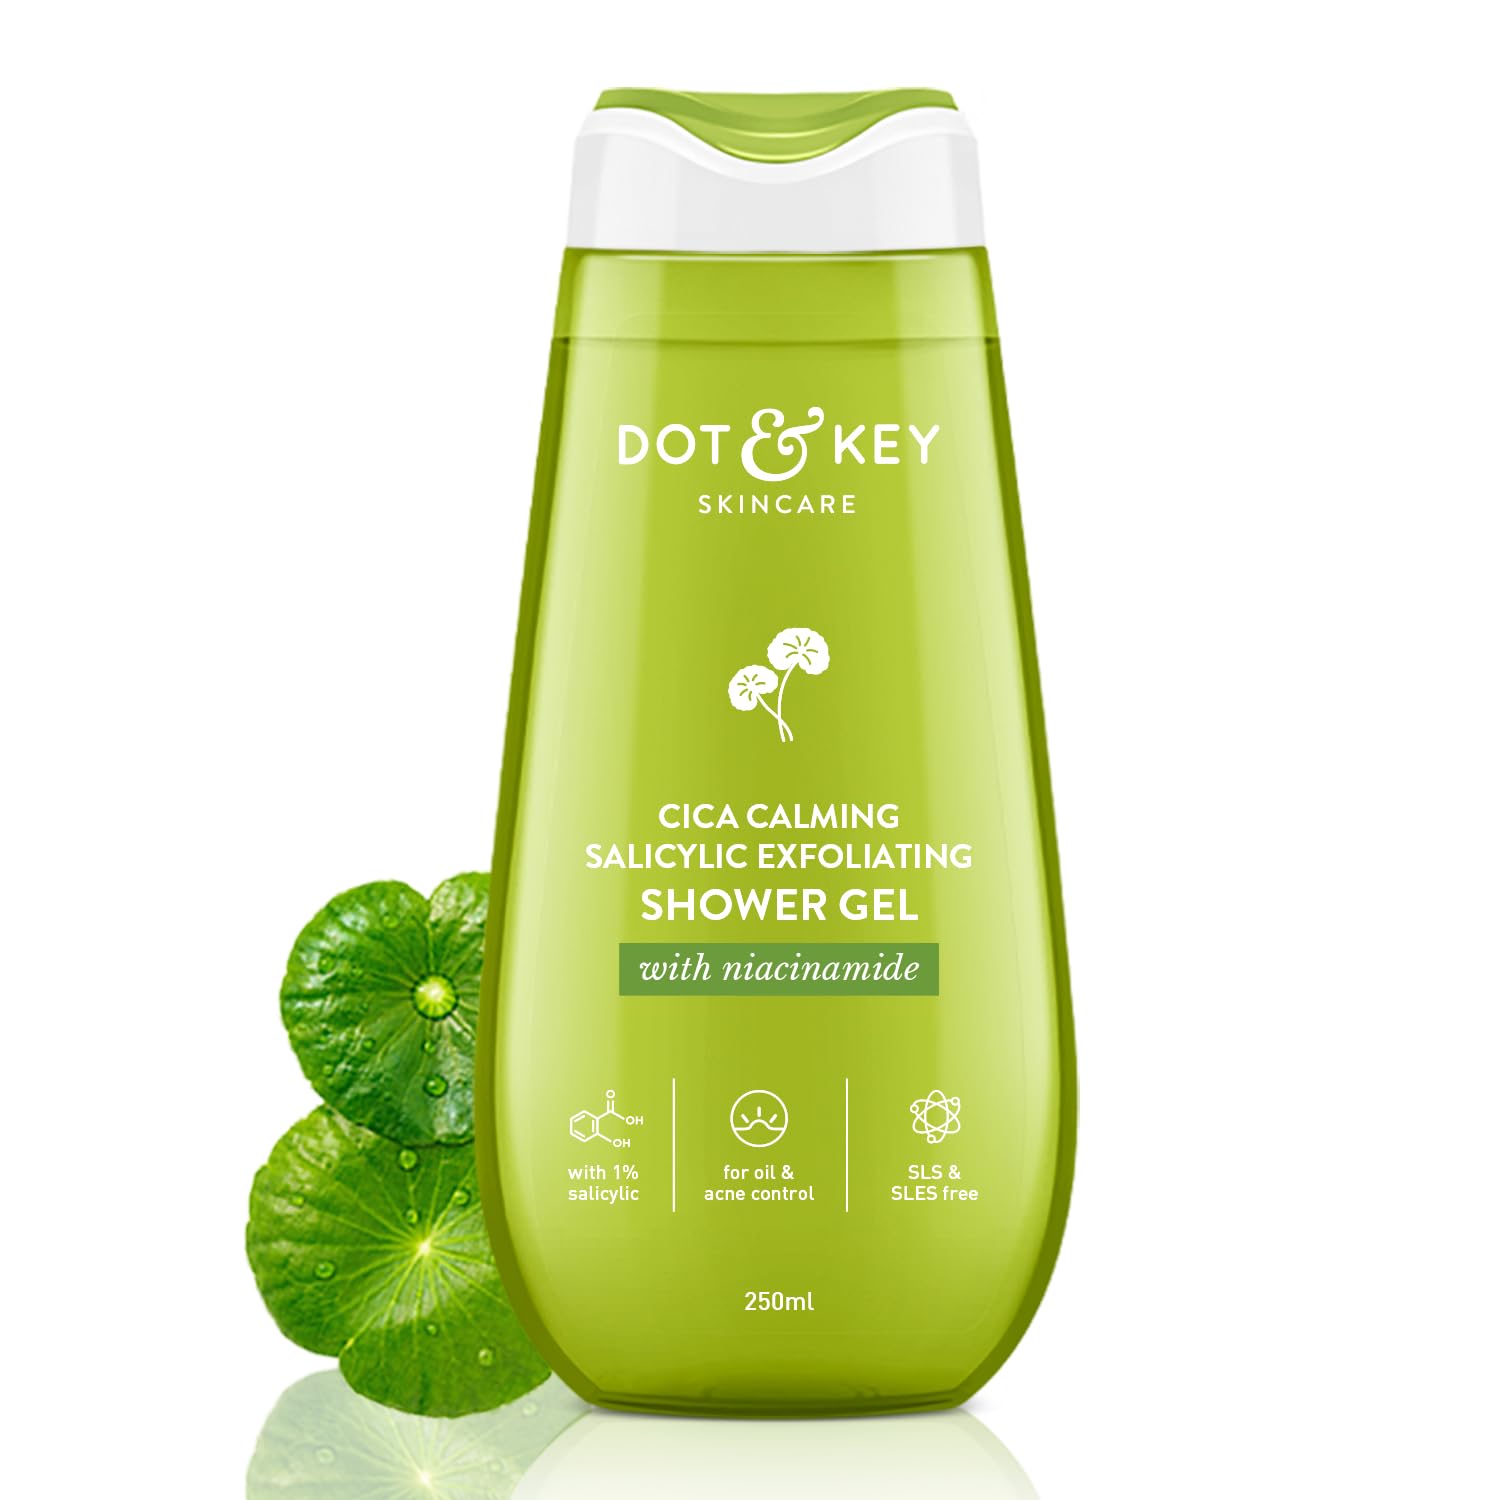 DOT & KEY
SKINCARE
CICA CALMING
SALICYLIC EXFOLIATING
SHOWER GEL
with niacinamide
O
OH
OH
with 1%
salicylic
for oil &
acne control
SLS &
SLES free
250ml